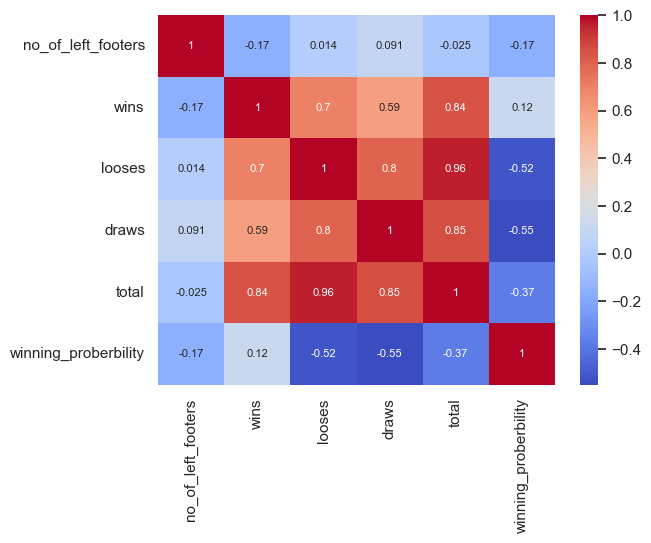 no_of_left_footers 1 -0.17 0.014 0.091 -0.025 -0.17
wins -0.17 1 0.7 0.59 0.84 0.12
looses 0.014 0.7 1 0.8 0.96 -0.52
draws 0.091 0.59 0.8 1 0.85 -0.55
total -0.025 0.84 0.96 0.85 1 -0.37
winning_proberbility -0.17 0.12 -0.52 -0.55 -0.37 1
no_of_left_footers
wins
looses
draws
total
winning_proberbility
1.0
0.8
0.6
0.4
0.2
0.0
−0.2
−0.4